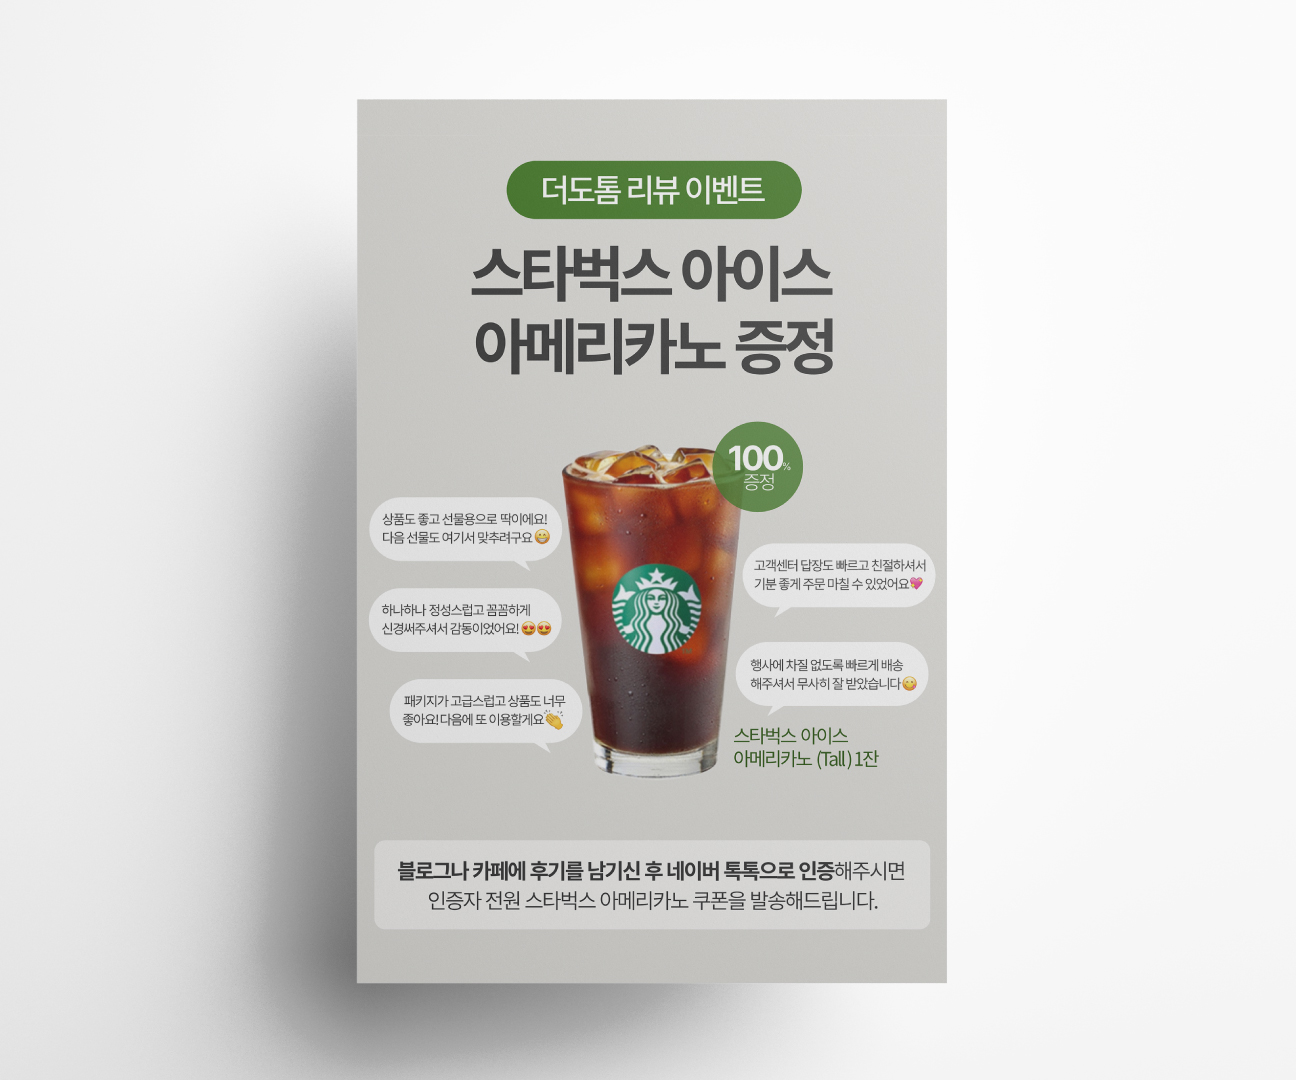 더도톰 리뷰 이벤트
스타벅스 아이스
아메리카노 증정
100%
증정
상품도 좋고 선물용으로 딱이에요!
다음 선물도 여기서 맞추려구요😁
하나하나 정성스럽고 꼼꼼하게
신경써주셔서 감동이었어요!😍😍
패키지가 고급스럽고 상품도 너무
좋아요! 다음에 또 이용할게요👏
고객센터 답장도 빠르고 친절하셔서
기분 좋게 주문 마칠 수 있었어요💖
행사에 차질 없도록 빠르게 배송
해주셔서 무사히 잘 받았습니다😋
스타벅스 아이스
아메리카노 (Tall) 1잔
블로그나 카페에 후기를 남기신 후 네이버 톡톡으로 인증해주시면
인증자 전원 스타벅스 아메리카노 쿠폰을 발송해드립니다.